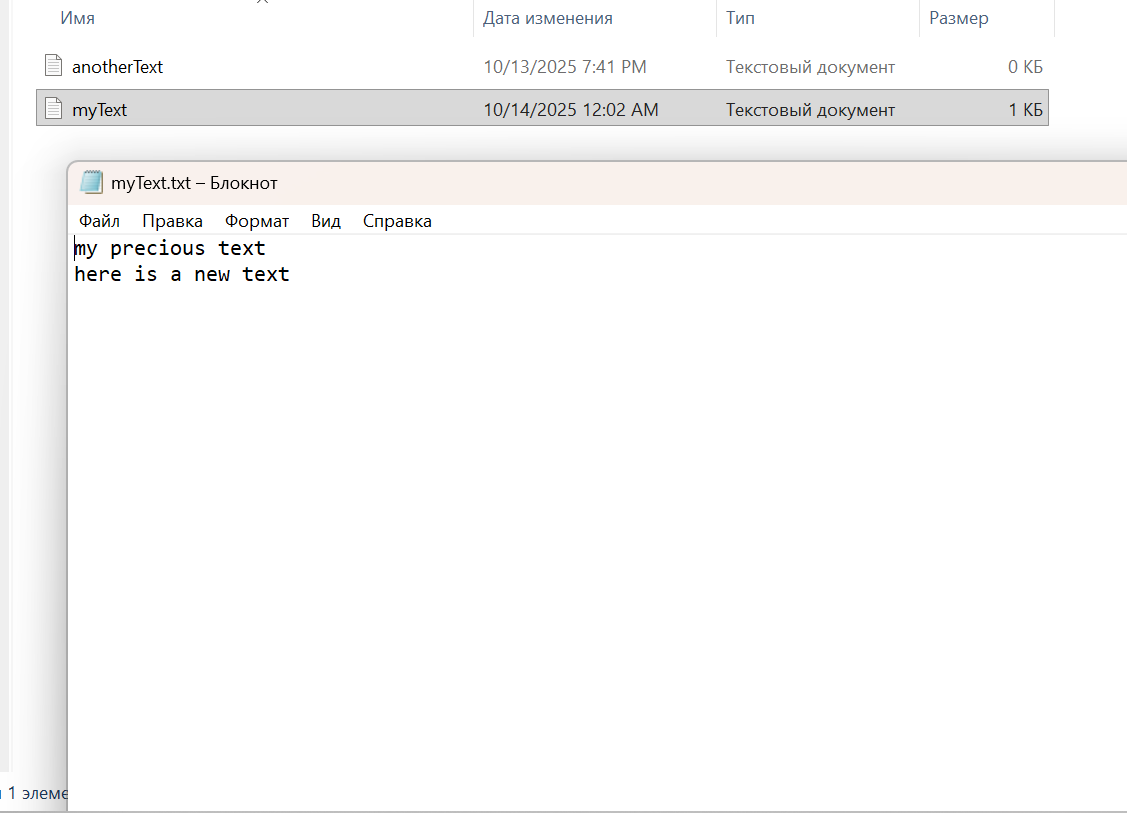 Имя Дата изменения Тип Размер
anotherText 10/13/2025 7:41 PM Текстовый документ 0 КБ
myText 10/14/2025 12:02 AM Текстовый документ 1 КБ
myText.txt – Блокнот
Файл Правка Формат Вид Справка
my precious text
here is a new text
1 элеме